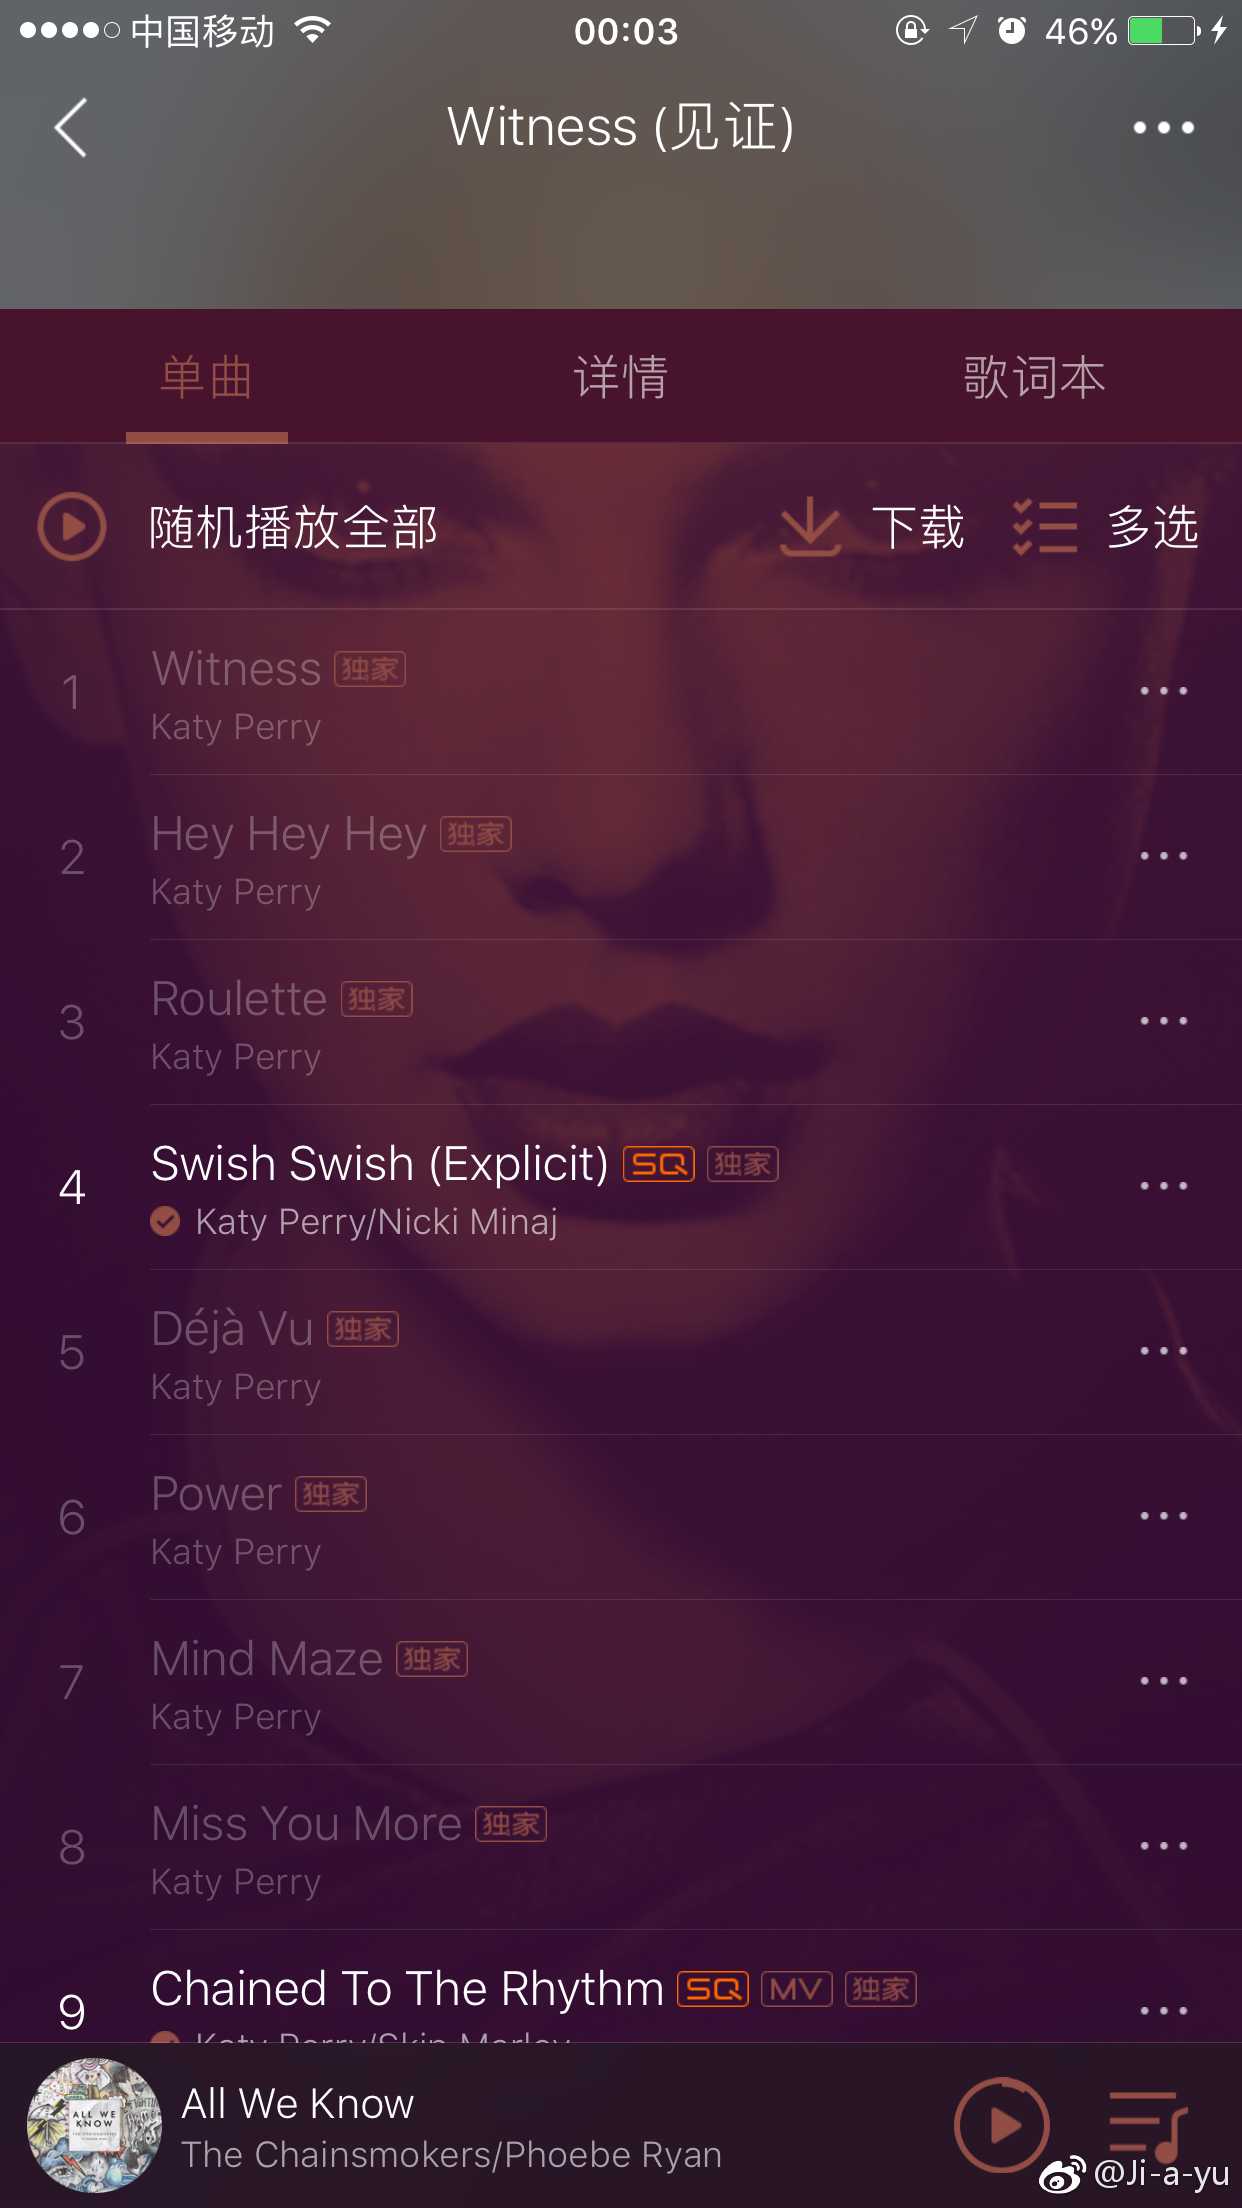 中国移动 00:03 46%
Witness (见证)
单曲 详情 歌词本
随机播放全部 下载 多选
1 Witness 独家
Katy Perry
2 Hey Hey Hey 独家
Katy Perry
3 Roulette 独家
Katy Perry
4 Swish Swish (Explicit) SQ 独家
Katy Perry/Nicki Minaj
5 Déjà Vu 独家
Katy Perry
6 Power 独家
Katy Perry
7 Mind Maze 独家
Katy Perry
8 Miss You More 独家
Katy Perry
9 Chained To The Rhythm SQ MV 独家
Katy Perry/Skip Marley
ALL WE
KNOW
All We Know
The Chainsmokers/Phoebe Ryan
@Ji-a-yu